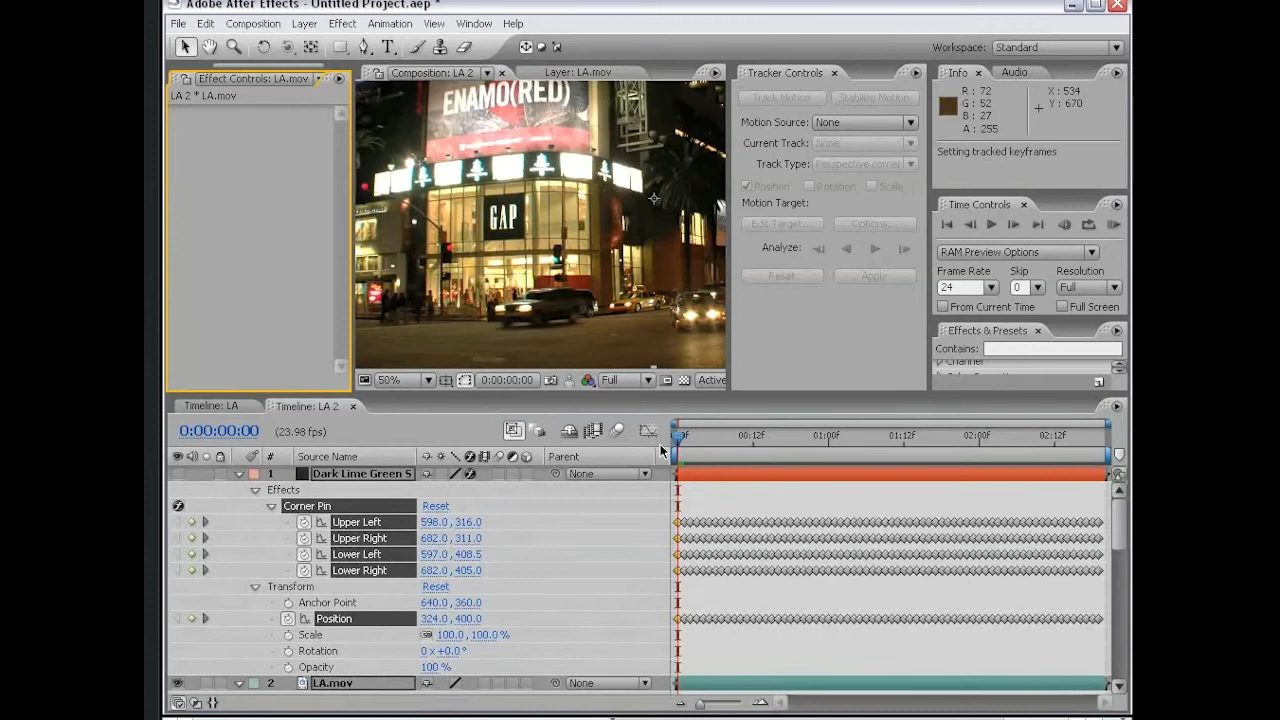 Adobe After Effects - Untitled Project.aep *
File Edit Composition Layer Effect Animation View Window Help
Workspace: Standard
Effect Controls: LA.mov
LA 2 * LA.mov
Composition: LA 2
Layer: LA.mov
ENAMO(RED)
GAP
50%
0:00:00:00
Full
Active
Tracker Controls
Track Motion Stabilize Motion
Motion Source: None
Current Track: None
Track Type: Perspective corner
Position Rotation Scale
Motion Target:
Edit Target... Options...
Analyze:
Reset Apply
Info Audio
R : 72 X : 534
G : 52 Y : 670
B : 27
A : 255
Setting tracked keyframes
Time Controls
RAM Preview Options
Frame Rate Skip Resolution
24 0 Full
From Current Time Full Screen
Effects & Presets
Contains:
Channel
Timeline: LA Timeline: LA 2
0:00:00:00 (23.98 fps)
00:12f 01:00f 01:12f 02:00f 02:12f
# Source Name Parent
1 Dark Lime Green S None
Effects
Corner Pin Reset
Upper Left 598.0, 316.0
Upper Right 682.0, 311.0
Lower Left 597.0, 408.5
Lower Right 682.0, 405.0
Transform Reset
Anchor Point 640.0, 360.0
Position 324.0, 400.0
Scale 100.0, 100.0 %
Rotation 0 x +0.0 °
Opacity 100 %
2 LA.mov None